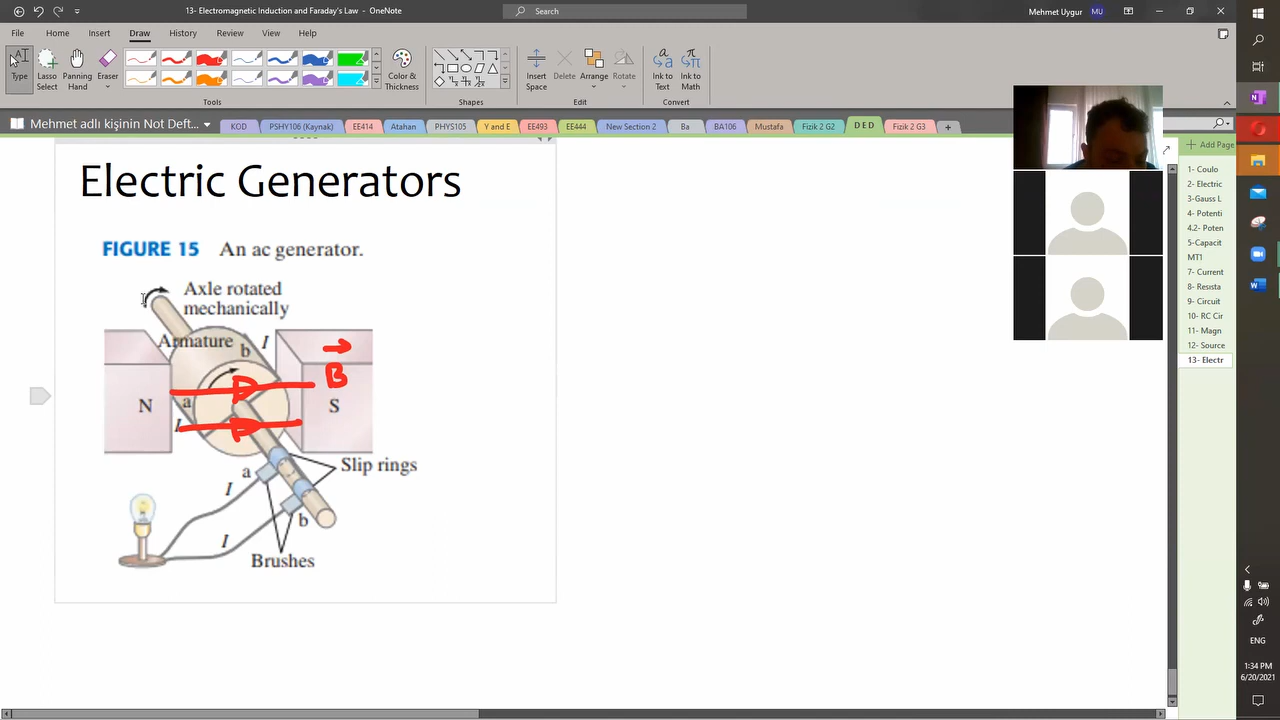 13- Electromagnetic Induction and Faraday's Law - OneNote
Search
Mehmet Uygur MU
File Home Insert Draw History Review View Help
Type
Lasso Select
Panning Hand
Eraser
Color & Thickness
Insert Space
Delete
Arrange
Rotate
Ink to Text
Ink to Math
Tools
Shapes
Edit
Convert
Mehmet adlı kişinin Not Deft...
KOD
PSHY106 (Kaynak)
EE414
Atahan
PHYS105
Y and E
EE493
EE444
New Section 2
Ba
BA106
Mustafa
Fizik 2 G2
D E D
Fizik 2 G3
Add Page
1- Coulo
2- Electric
3-Gauss L
4- Potenti
4.2- Poten
5-Capacit
MT1
7- Current
8- Resista
9- Circuit
10- RC Cir
11- Magn
12- Source
13- Electr
Electric Generators
FIGURE 15 An ac generator.
Axle rotated
mechanically
Armature
b
I
B
N
a
I
S
Slip rings
a
I
b
I
Brushes
ENG
1:34 PM
6/20/2021